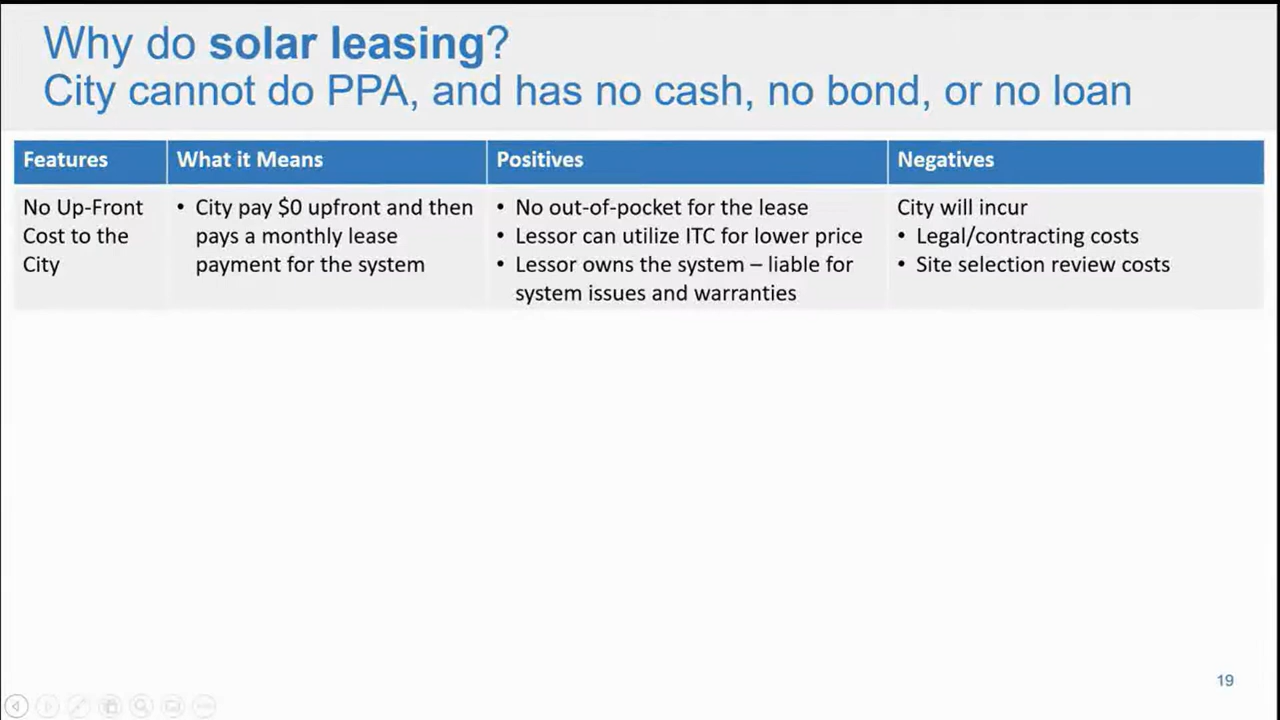 Why do solar leasing?
City cannot do PPA, and has no cash, no bond, or no loan
Features
What it Means
Positives
Negatives
No Up-Front
Cost to the
City
• City pay $0 upfront and then
pays a monthly lease
payment for the system
• No out-of-pocket for the lease
• Lessor can utilize ITC for lower price
• Lessor owns the system – liable for
system issues and warranties
City will incur
• Legal/contracting costs
• Site selection review costs
19